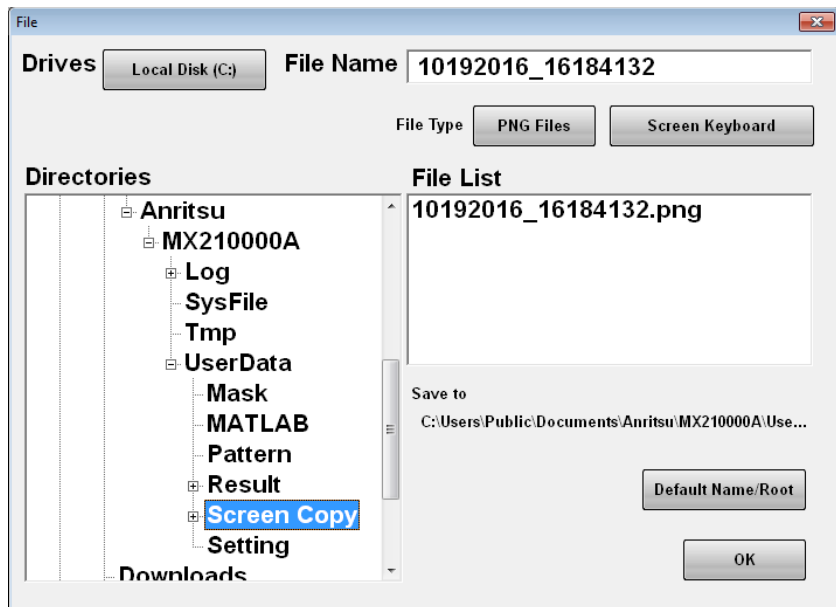 File
Drives
Local Disk (C:)
File Name
10192016_16184132
File Type
PNG Files
Screen Keyboard
Directories
Anritsu
MX210000A
Log
SysFile
Tmp
UserData
Mask
MATLAB
Pattern
Result
Screen Copy
Setting
Downloads
File List
10192016_16184132.png
Save to
C:\Users\Public\Documents\Anritsu\MX210000A\Use...
Default Name/Root
OK